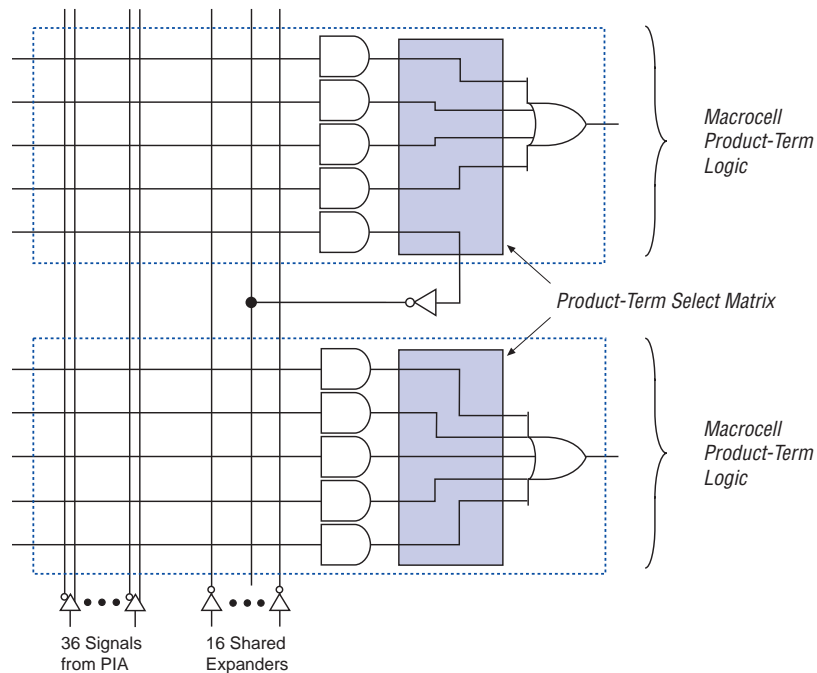 Macrocell
Product-Term
Logic
Product-Term Select Matrix
Macrocell
Product-Term
Logic
36 Signals
from PIA
16 Shared
Expanders